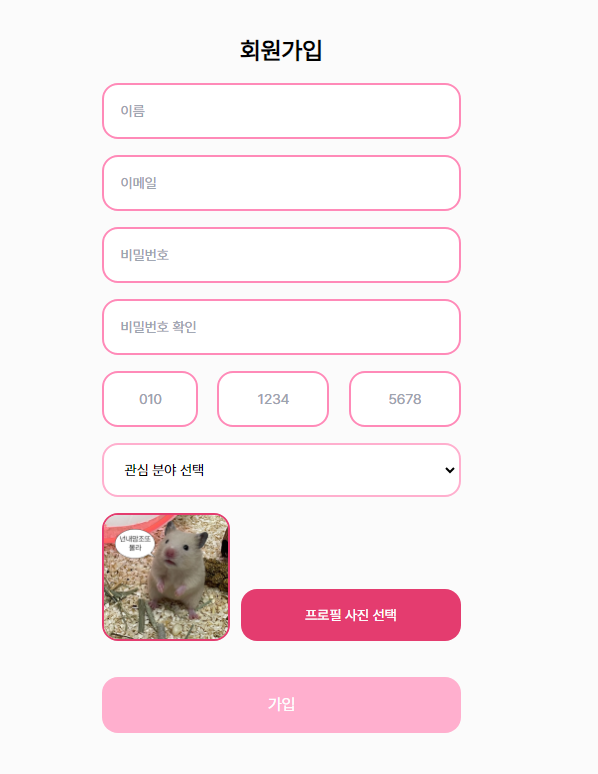 회원가입
이름
이메일
비밀번호
비밀번호 확인
010 1234 5678
관심 분야 선택
넌내맘조또
몰라
프로필 사진 선택
가입